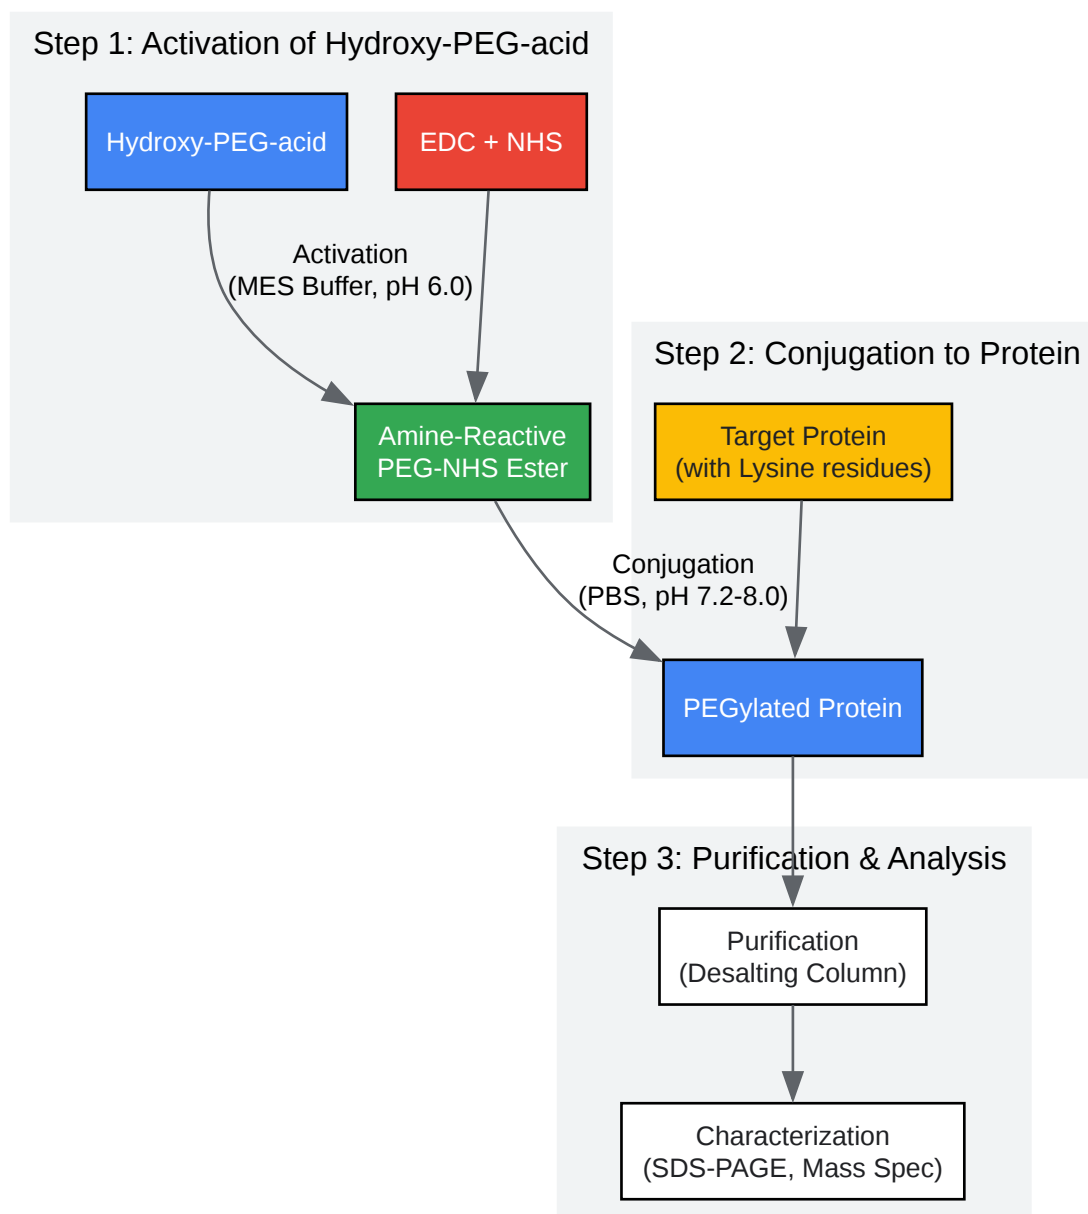 Step 1: Activation of Hydroxy-PEG-acid
Hydroxy-PEG-acid
EDC + NHS
Activation
(MES Buffer, pH 6.0)
Amine-Reactive
PEG-NHS Ester
Step 2: Conjugation to Protein
Target Protein
(with Lysine residues)
Conjugation
(PBS, pH 7.2-8.0)
PEGylated Protein
Step 3: Purification & Analysis
Purification
(Desalting Column)
Characterization
(SDS-PAGE, Mass Spec)